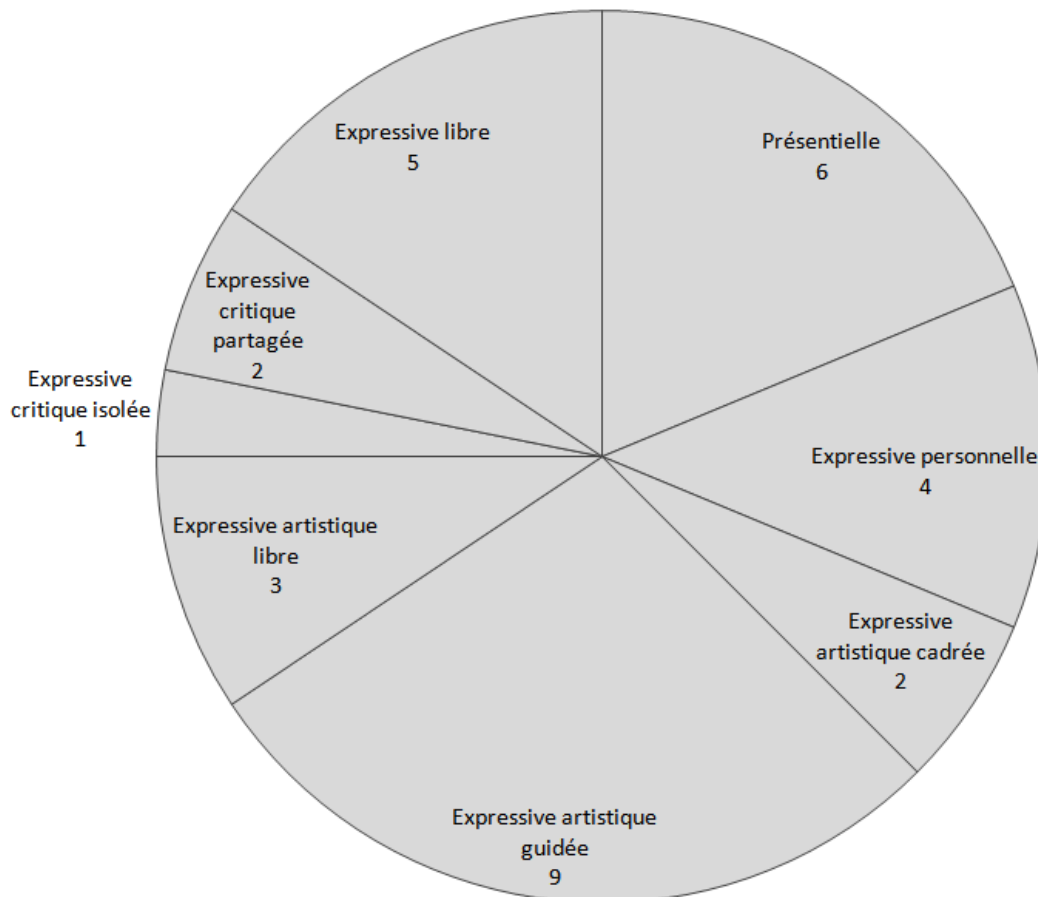 Expressive libre
5
Présentielle
6
Expressive
critique
partagée
2
Expressive
critique isolée
1
Expressive personnelle
4
Expressive artistique
libre
3
Expressive
artistique cadrée
2
Expressive artistique
guidée
9